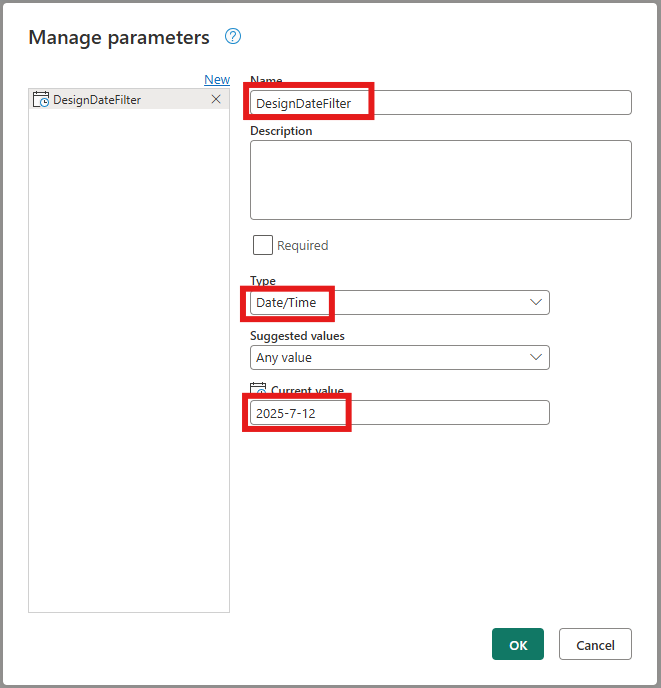 Manage parameters
New
DesignDateFilter
Name
DesignDateFilter
Description
Required
Type
Date/Time
Suggested values
Any value
Current value
2025-7-12
OK
Cancel